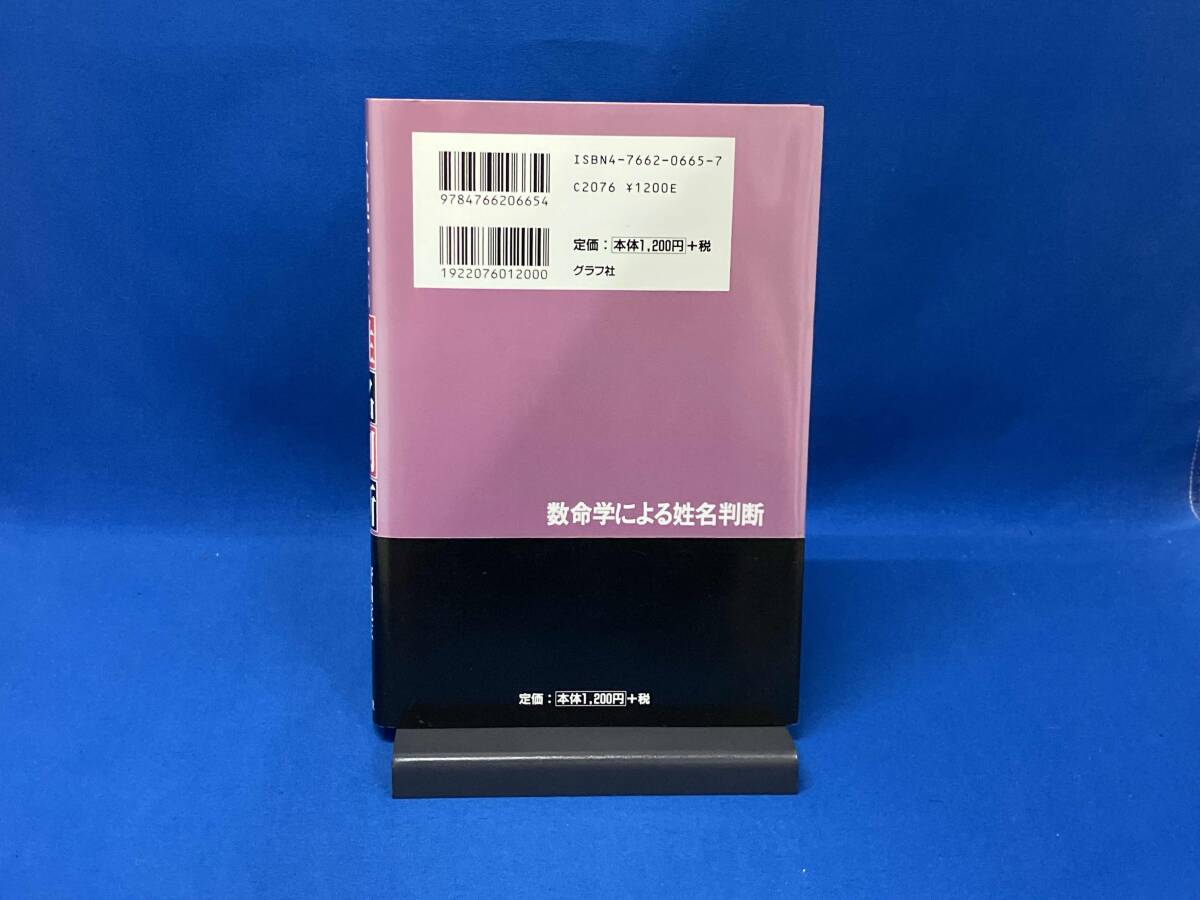 ISBN4-7662-0665-7
C2076 ¥1200E
9784766206654
定価：本体1,200円+税
1922076012000
グラフ社
数命学による姓名判断
定価：本体1,200円+税